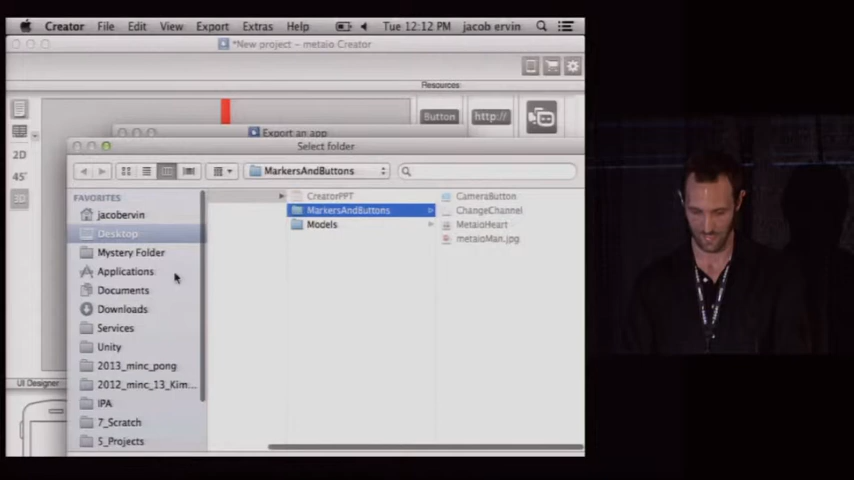 Creator File Edit View Export Extras Help Tue 12:12 PM jacob ervin
*New project - metaio Creator
Resources
Button http://
Export an app
Select folder
2D
MarkersAndButtons
45°
FAVORITES
3D
jacobervin
Desktop
Mystery Folder
Applications
Documents
Downloads
Services
Unity
2013_minc_pong
2012_minc_13_Kim...
IPA
7_Scratch
5_Projects
CreatorPPT
MarkersAndButtons
Models
CameraButton
ChangeChannel
MetaioHeart
metaioMan.jpg
UI Designer